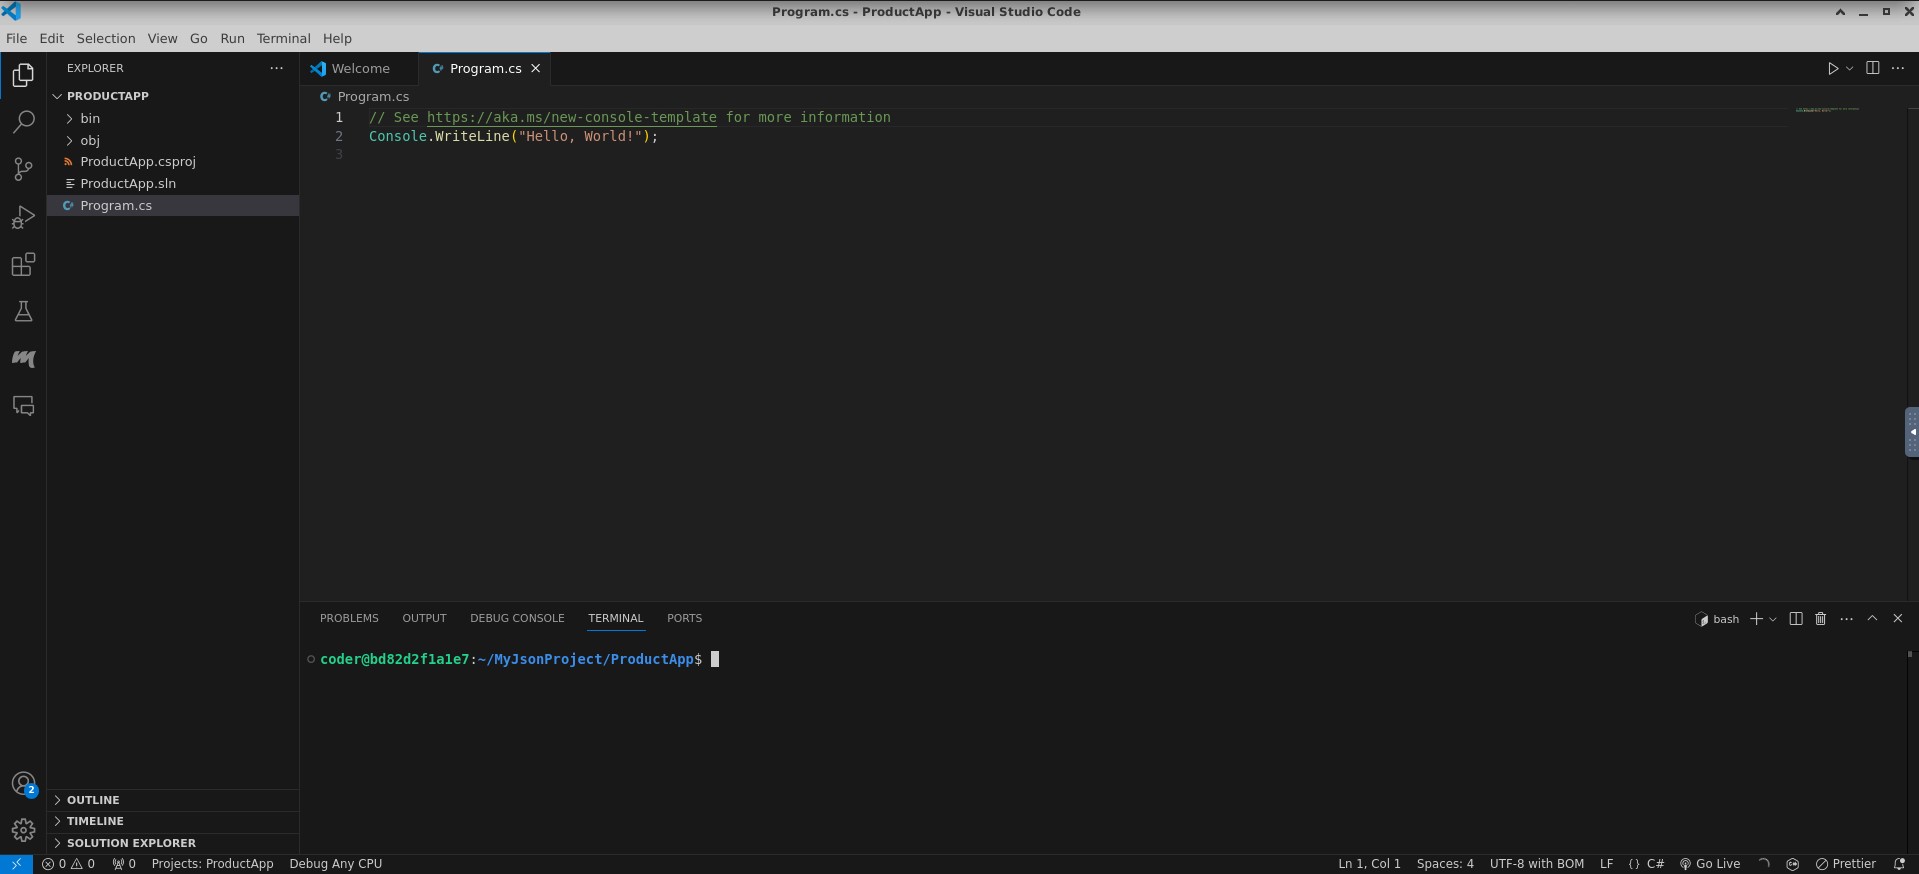 Program.cs - ProductApp - Visual Studio Code
File Edit Selection View Go Run Terminal Help
EXPLORER
Welcome
Program.cs
PRODUCTAPP
bin
obj
ProductApp.csproj
ProductApp.sln
Program.cs
Program.cs
1 // See https://aka.ms/new-console-template for more information
2 Console.WriteLine("Hello, World!");
3
PROBLEMS OUTPUT DEBUG CONSOLE TERMINAL PORTS
bash
coder@bd82d2f1a1e7:~/MyJsonProject/ProductApp$
2
OUTLINE
TIMELINE
SOLUTION EXPLORER
0 0 0 Projects: ProductApp Debug Any CPU
Ln 1, Col 1 Spaces: 4 UTF-8 with BOM LF {} C# Go Live Prettier